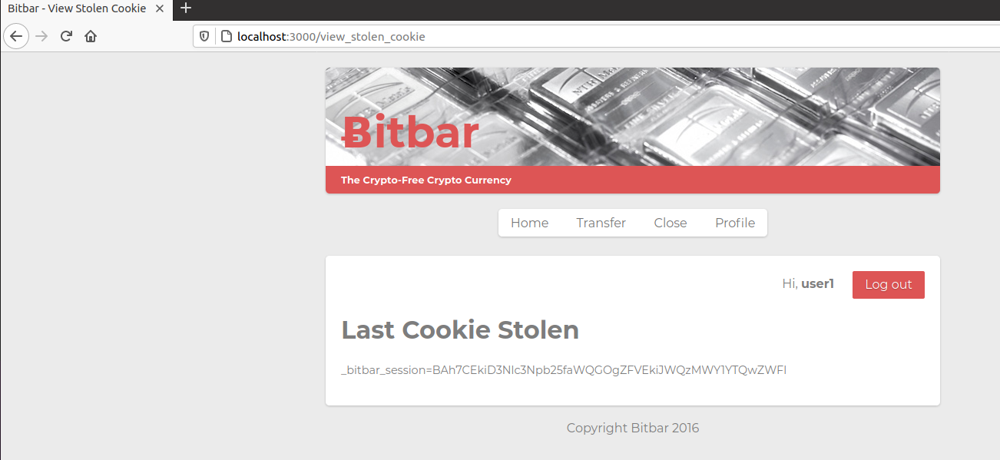 Bitbar - View Stolen Cookie
localhost:3000/view_stolen_cookie
Ƀitbar
The Crypto-Free Crypto Currency
Home Transfer Close Profile
Hi, user1 Log out
Last Cookie Stolen
_bitbar_session=BAh7CEkiD3Nlc3Npb25faWQGOgZFVEkiJWQzMWY1YTQwZWFl
Copyright Bitbar 2016